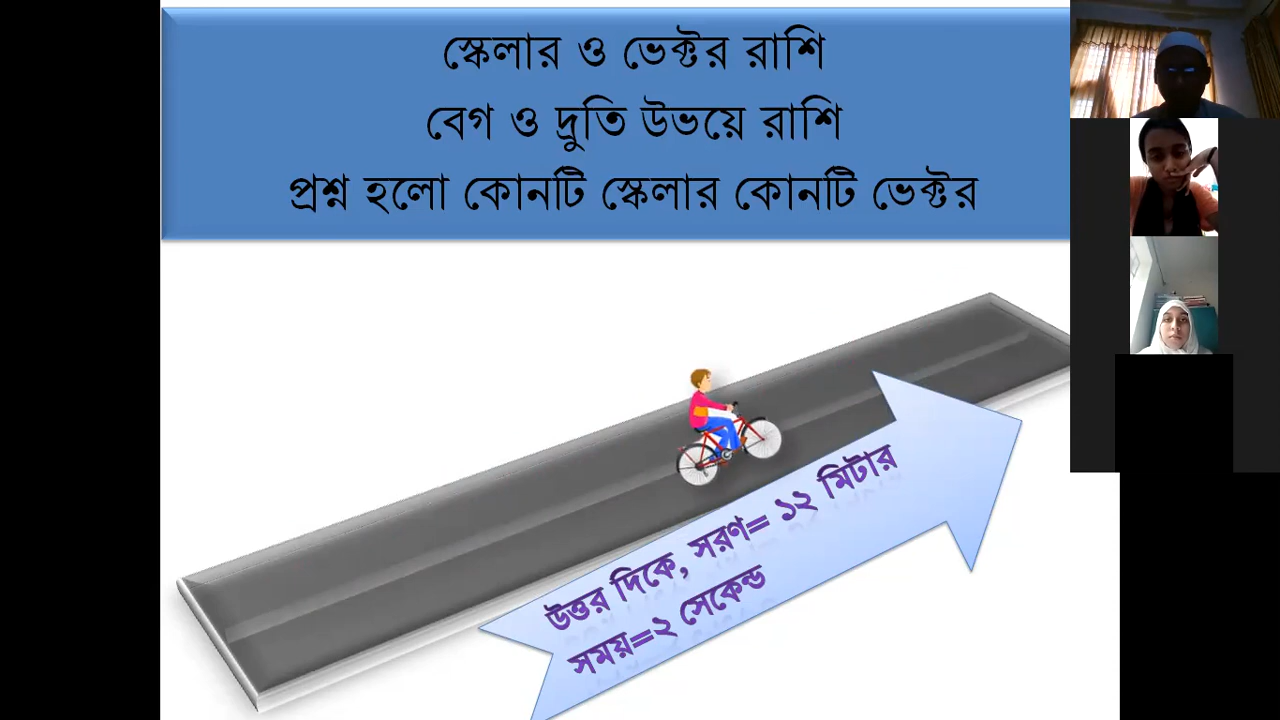 স্কেলার ও ভেক্টর রাশি
বেগ ও দ্রুতি উভয়ে রাশি
প্রশ্ন হলো কোনটি স্কেলার কোনটি ভেক্টর
উত্তর দিকে, সরণ= ১২ মিটার
সময়=২ সেকেন্ড